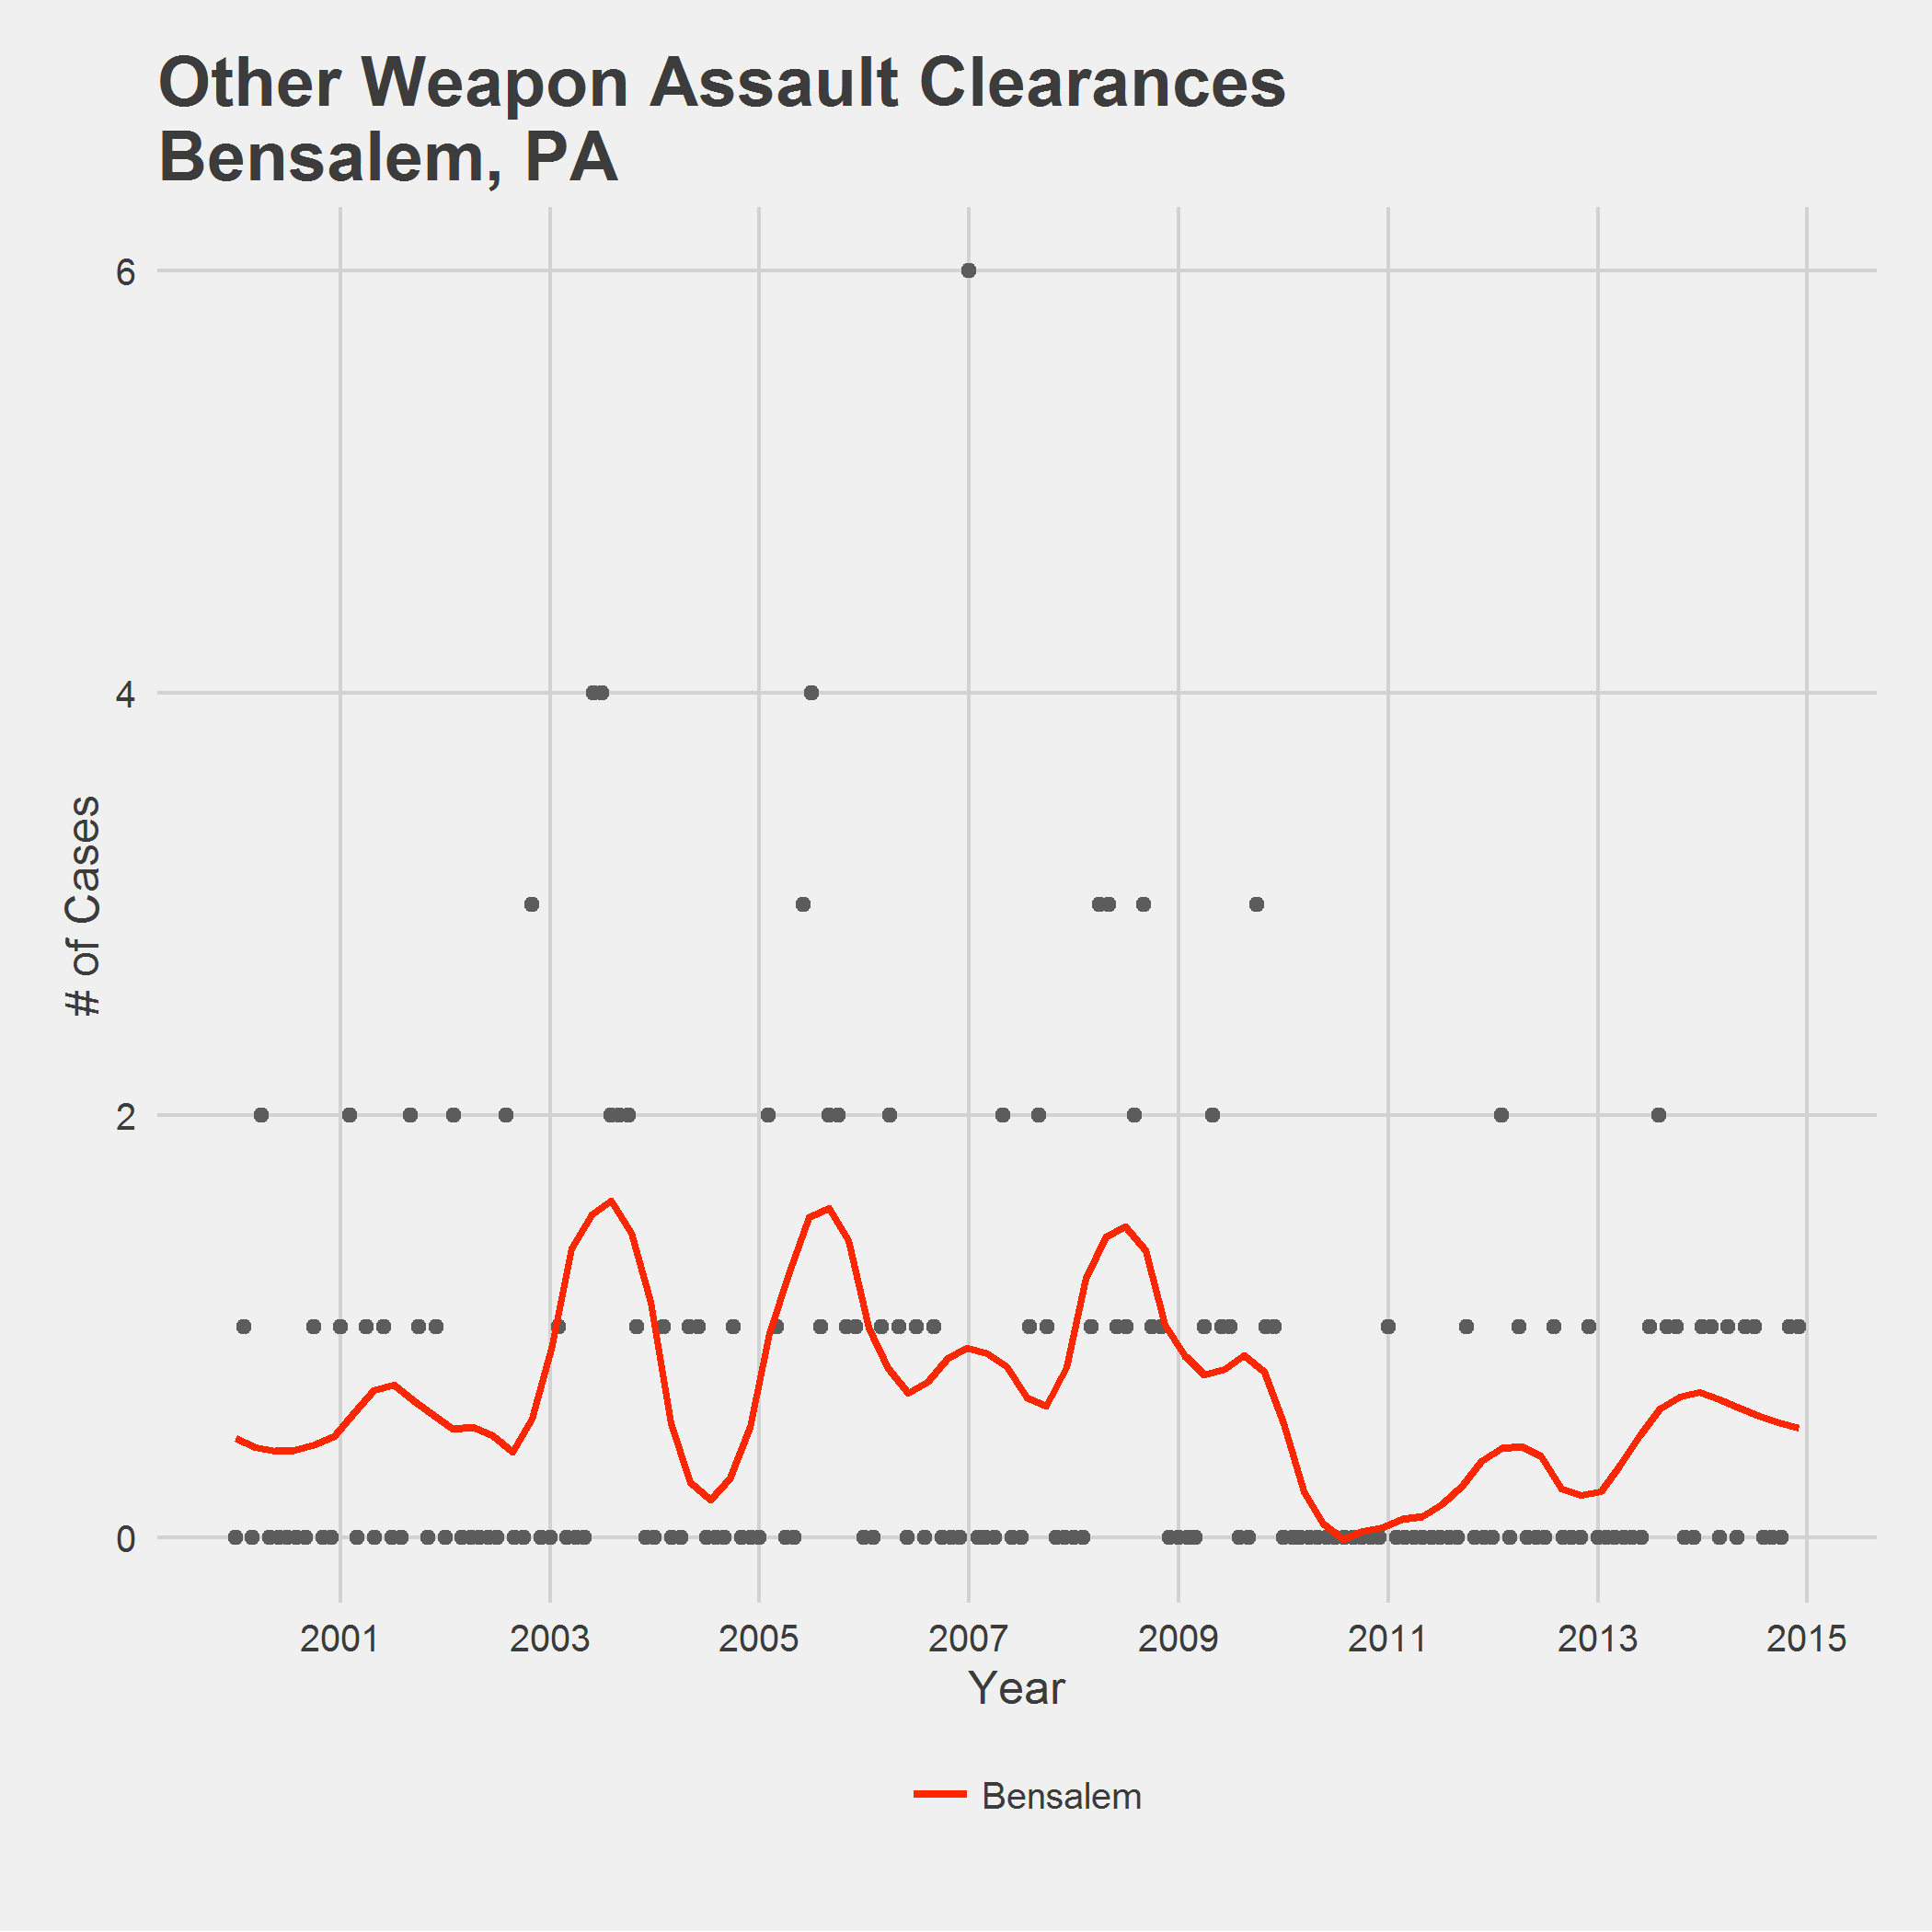 Other Weapon Assault Clearances
Bensalem, PA
6
4
2
0
# of Cases
2001 2003 2005 2007 2009 2011 2013 2015
Year
Bensalem